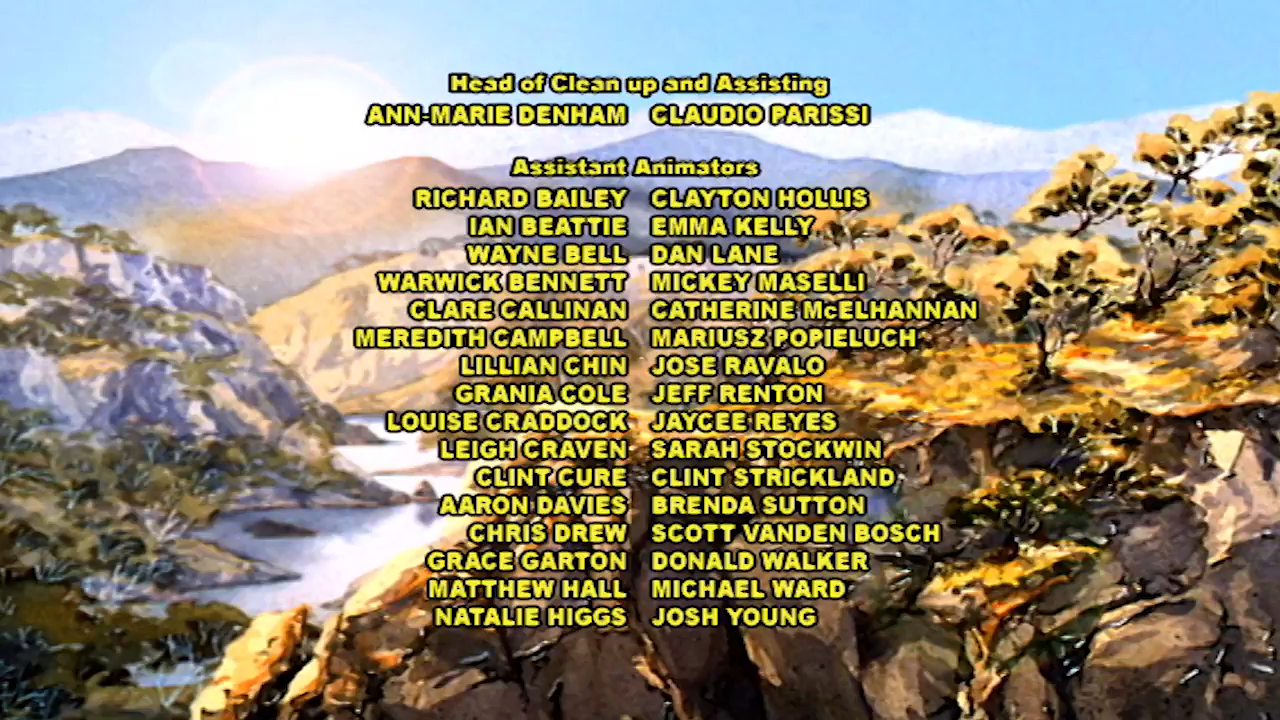 Head of Clean up and Assisting
ANN-MARIE DENHAM CLAUDIO PARISSI
Assistant Animators
RICHARD BAILEY CLAYTON HOLLIS
IAN BEATTIE EMMA KELLY
WAYNE BELL DAN LANE
WARWICK BENNETT MICKEY MASELLI
CLARE CALLINAN CATHERINE McELHANNAN
MEREDITH CAMPBELL MARIUSZ POPIELUCH
LILLIAN CHIN JOSE RAVALO
GRANIA COLE JEFF RENTON
LOUISE CRADDOCK JAYCEE REYES
LEIGH CRAVEN SARAH STOCKWIN
CLINT CURE CLINT STRICKLAND
AARON DAVIES BRENDA SUTTON
CHRIS DREW SCOTT VANDEN BOSCH
GRACE GARTON DONALD WALKER
MATTHEW HALL MICHAEL WARD
NATALIE HIGGS JOSH YOUNG